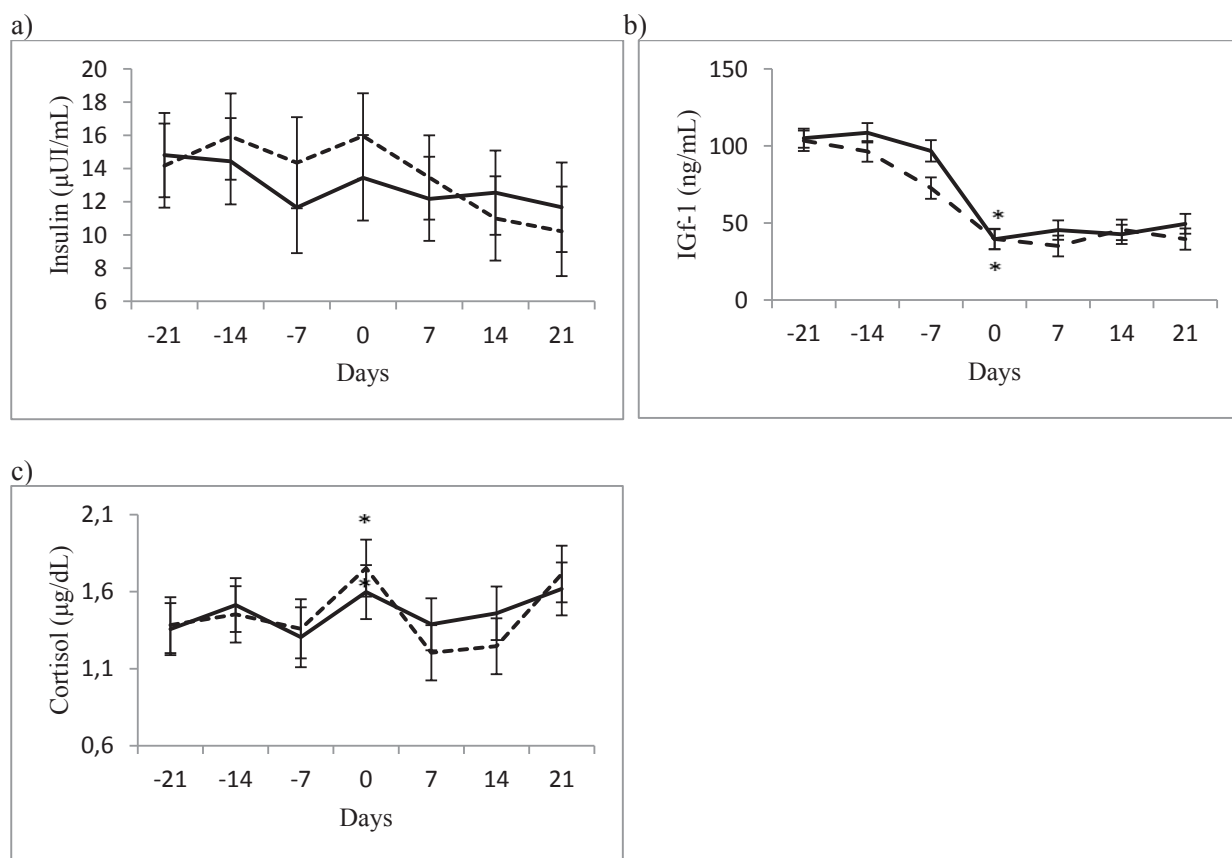 a)
20
18
16
14
12
10
8
6
Insulin (µUI/mL)
-21 -14 -7 0 7 14 21
Days
b)
150
100
50
0
IGf-1 (ng/mL)
*
*
-21 -14 -7 0 7 14 21
Days
c)
2,1
1,6
1,1
0,6
Cortisol (µg/dL)
*
*
-21 -14 -7 0 7 14 21
Days